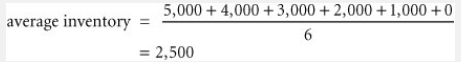 average inventory = 5,000 + 4,000 + 3,000 + 2,000 + 1,000 + 0
6
= 2,500